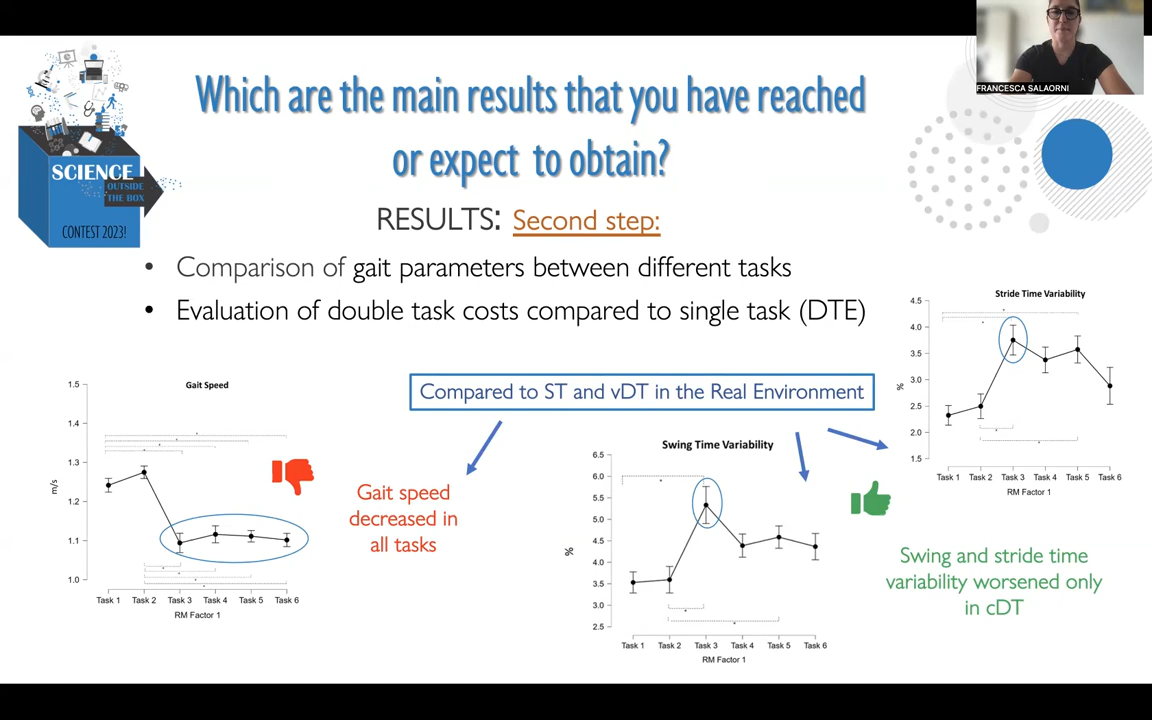 FRANCESCA SALAORNI
Which are the main results that you have reached
or expect to obtain?
SCIENCE
OUTSIDE
THE BOX
CONTEST 2023!
RESULTS: Second step:
• Comparison of gait parameters between different tasks
• Evaluation of double task costs compared to single task (DTE)
Compared to ST and vDT in the Real Environment
Gait Speed
1.5
1.4
1.3
1.2
1.1
1.0
m/s
* * * *
* * * *
Task 1 Task 2 Task 3 Task 4 Task 5 Task 6
RM Factor 1
Gait speed
decreased in
all tasks
Swing Time Variability
6.5
6.0
5.5
5.0
4.5
4.0
3.5
3.0
2.5
%
*
* *
Task 1 Task 2 Task 3 Task 4 Task 5 Task 6
RM Factor 1
Stride Time Variability
4.5
4.0
3.5
3.0
2.5
2.0
1.5
%
* *
* *
Task 1 Task 2 Task 3 Task 4 Task 5 Task 6
RM Factor 1
Swing and stride time
variability worsened only
in cDT